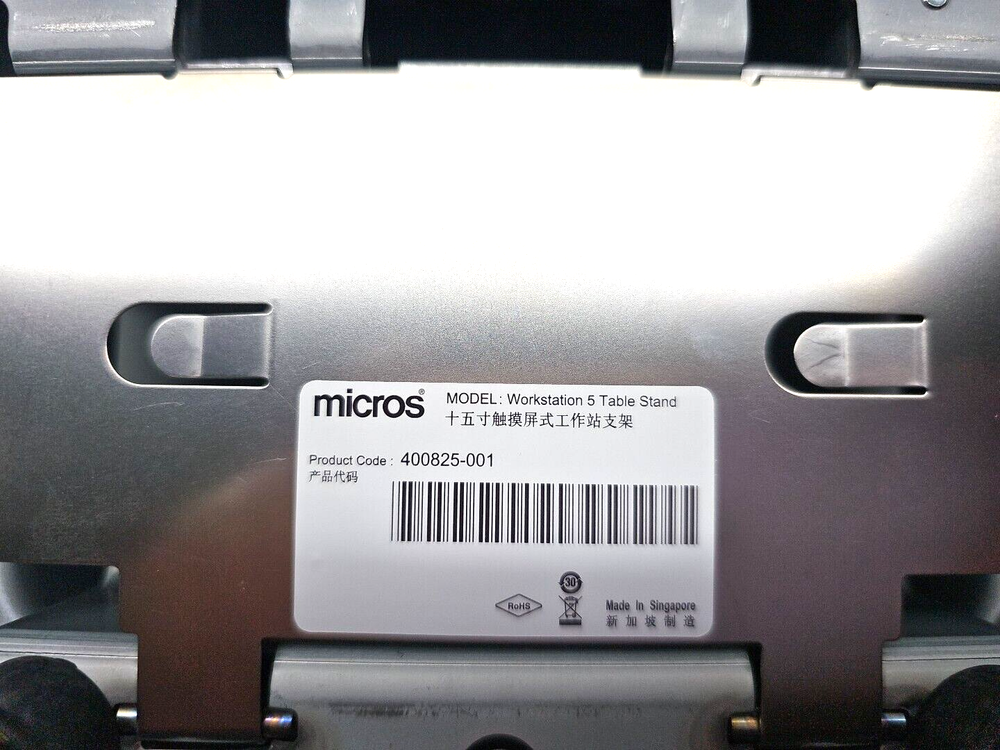 micros®
MODEL: Workstation 5 Table Stand
十五寸触摸屏式工作站支架
Product Code : 400825-001
产品代码
30
RoHS
Made In Singapore
新加坡制造